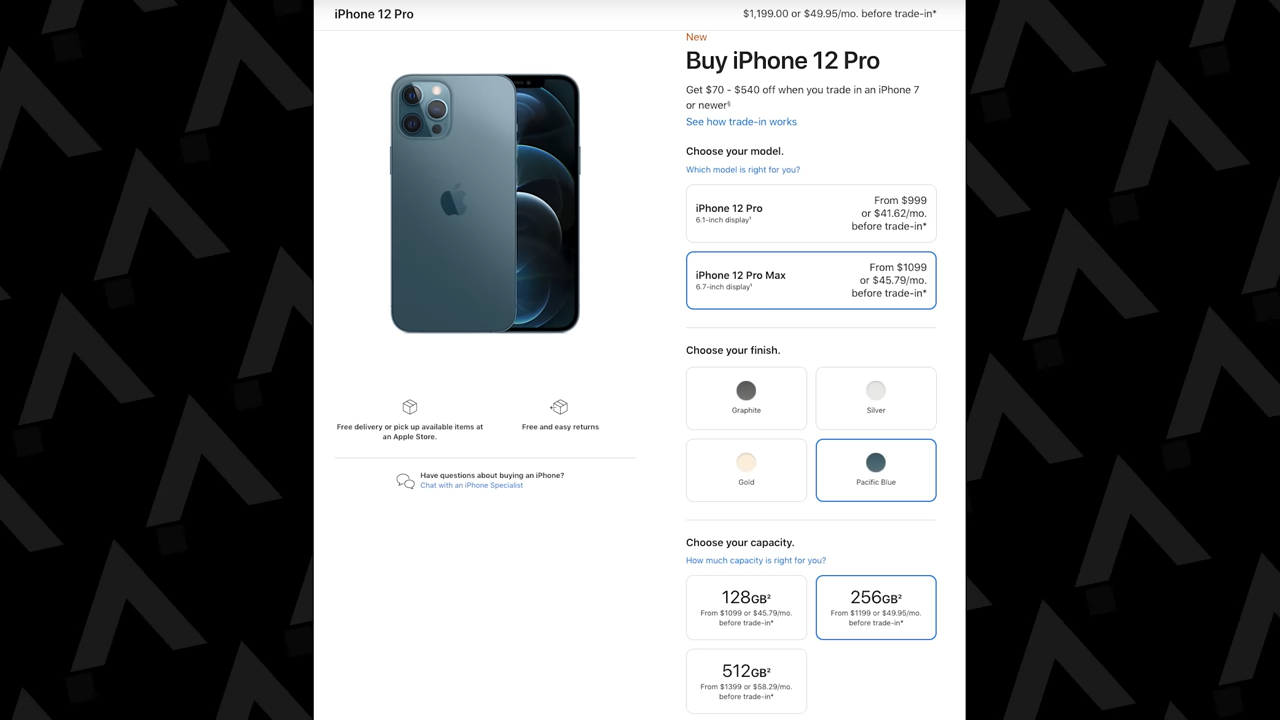 iPhone 12 Pro
$1,199.00 or $49.95/mo. before trade-in*
New
Buy iPhone 12 Pro
Get $70 - $540 off when you trade in an iPhone 7
or newer§
See how trade-in works
Choose your model.
Which model is right for you?
iPhone 12 Pro
6.1-inch display¹
From $999
or $41.62/mo.
before trade-in*
iPhone 12 Pro Max
6.7-inch display¹
From $1099
or $45.79/mo.
before trade-in*
Choose your finish.
Graphite
Silver
Gold
Pacific Blue
Free delivery or pick up available items at
an Apple Store.
Free and easy returns
Have questions about buying an iPhone?
Chat with an iPhone Specialist
Choose your capacity.
How much capacity is right for you?
128GB²
From $1099 or $45.79/mo.
before trade-in*
256GB²
From $1199 or $49.95/mo.
before trade-in*
512GB²
From $1399 or $58.29/mo.
before trade-in*